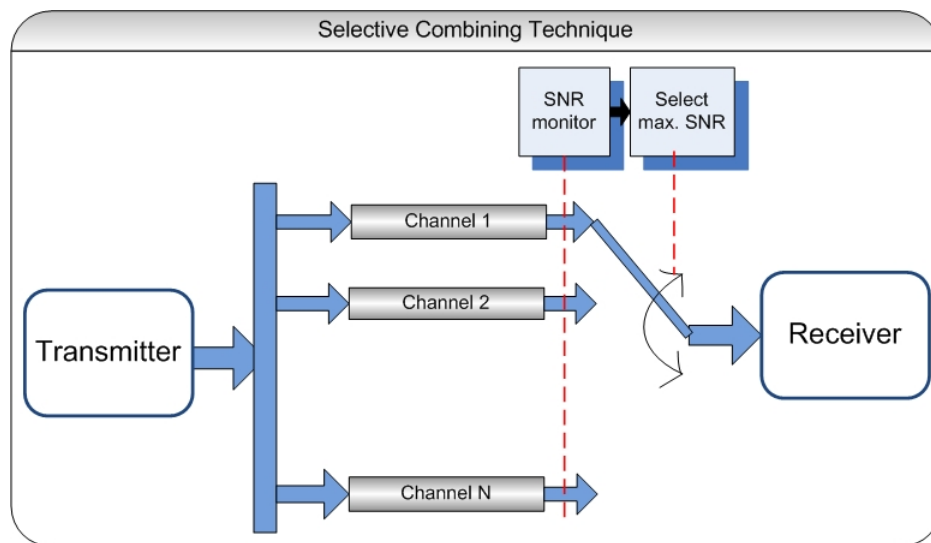 Selective Combining Technique
SNR
monitor
Select
max. SNR
Channel 1
Channel 2
Transmitter
Receiver
Channel N